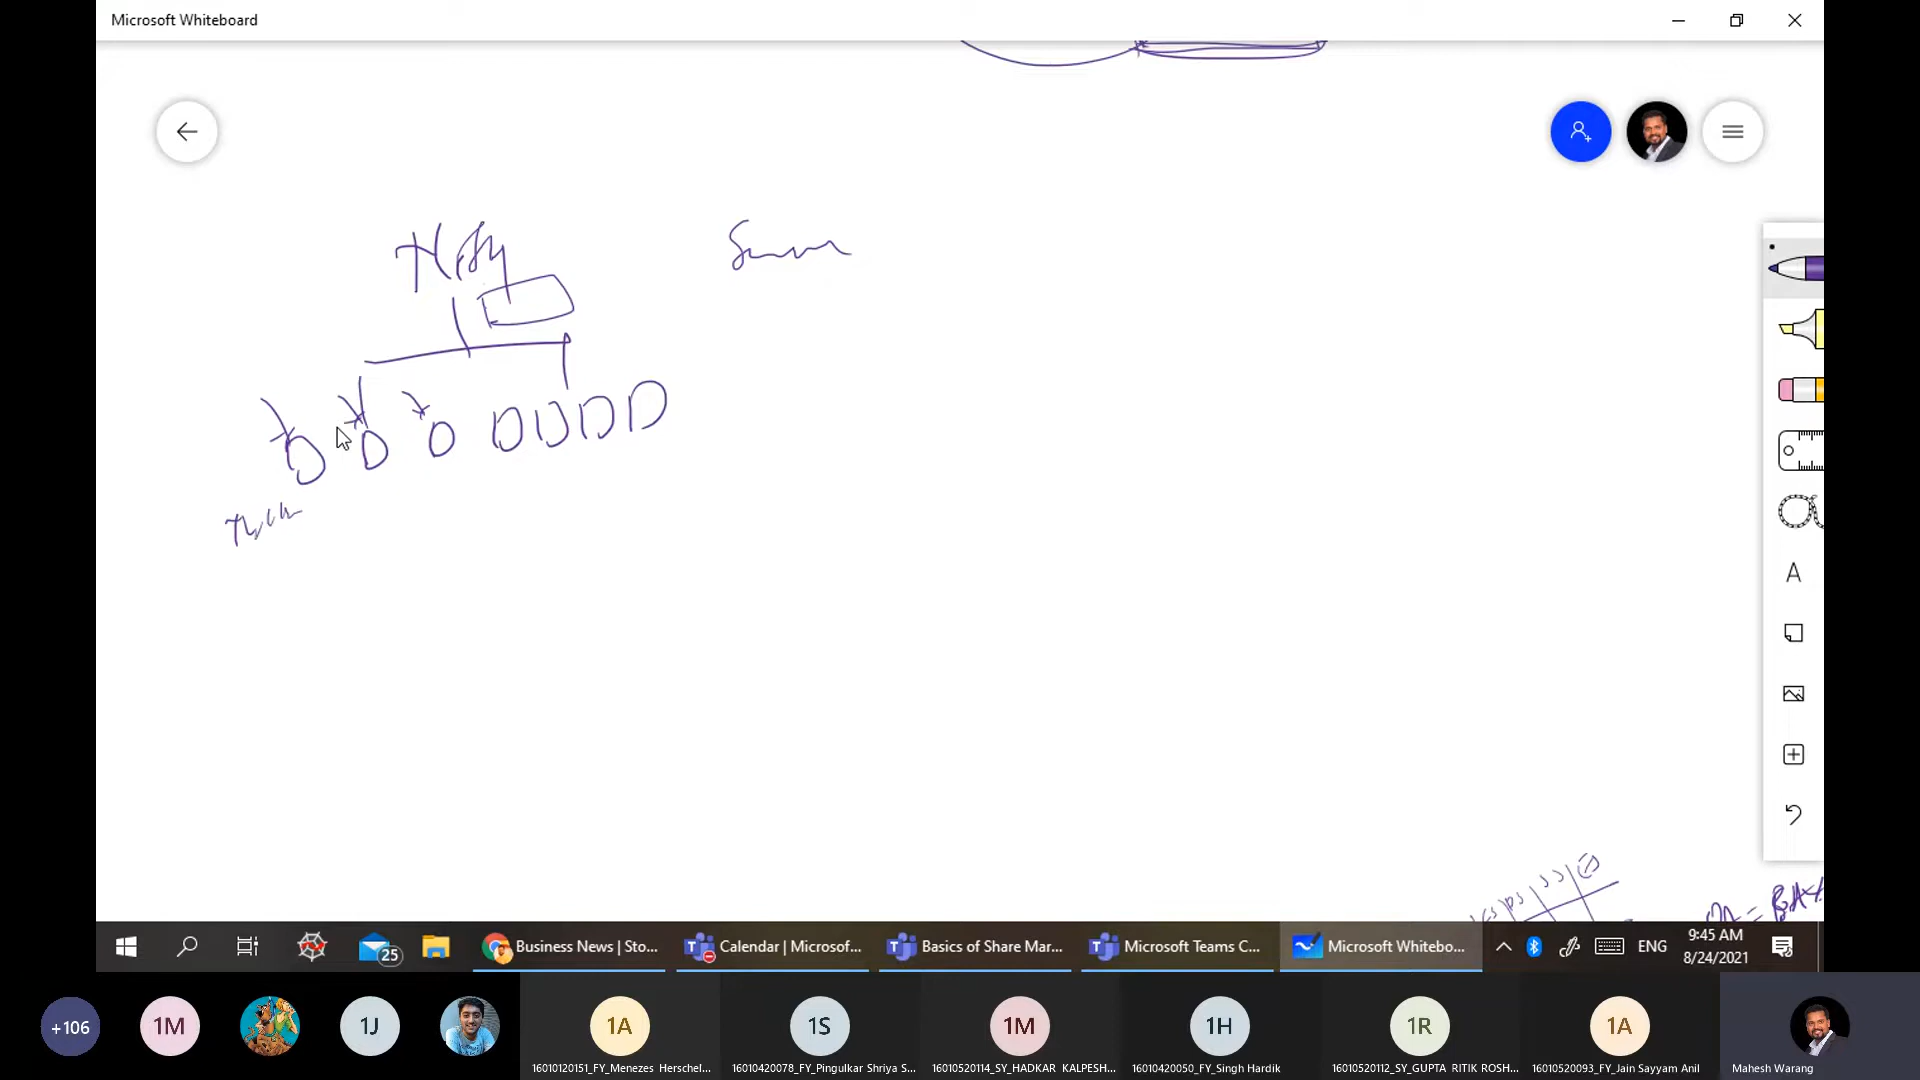 Microsoft Whiteboard
Nifty
A
Business News | Sto...
Calendar | Microsof...
Basics of Share Mar...
Microsoft Teams C...
Microsoft Whitebo...
25
ENG
9:45 AM
8/24/2021
+106
1M
1J
1A
1S
1M
1H
1R
1A
16010120151_FY_Menezes Herschel...
16010420078_FY_Pingulkar Shriya S...
16010520114_SY_HADKAR KALPESH...
16010420050_FY_Singh Hardik
16010520112_SY_GUPTA RITIK ROSH...
16010520093_FY_Jain Sayyam Anil
Mahesh Warang